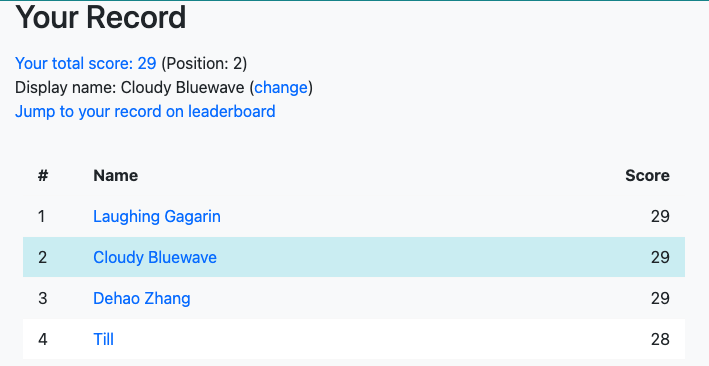 Your Record
Your total score: 29 (Position: 2)
Display name: Cloudy Bluewave (change)
Jump to your record on leaderboard
# Name Score
1 Laughing Gagarin 29
2 Cloudy Bluewave 29
3 Dehao Zhang 29
4 Till 28